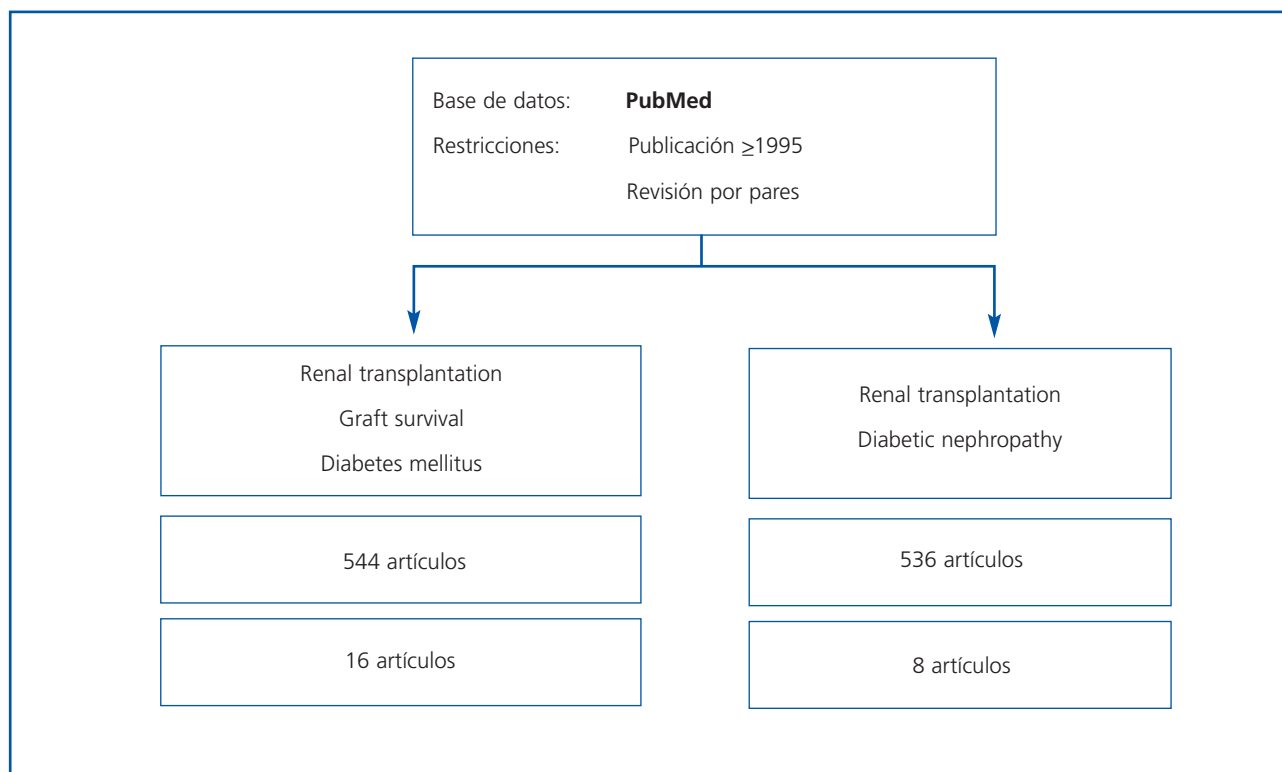 Base de datos: PubMed
Restricciones: Publicación ≥1995
Revisión por pares
Renal transplantation
Graft survival
Diabetes mellitus
544 artículos
16 artículos
Renal transplantation
Diabetic nephropathy
536 artículos
8 artículos